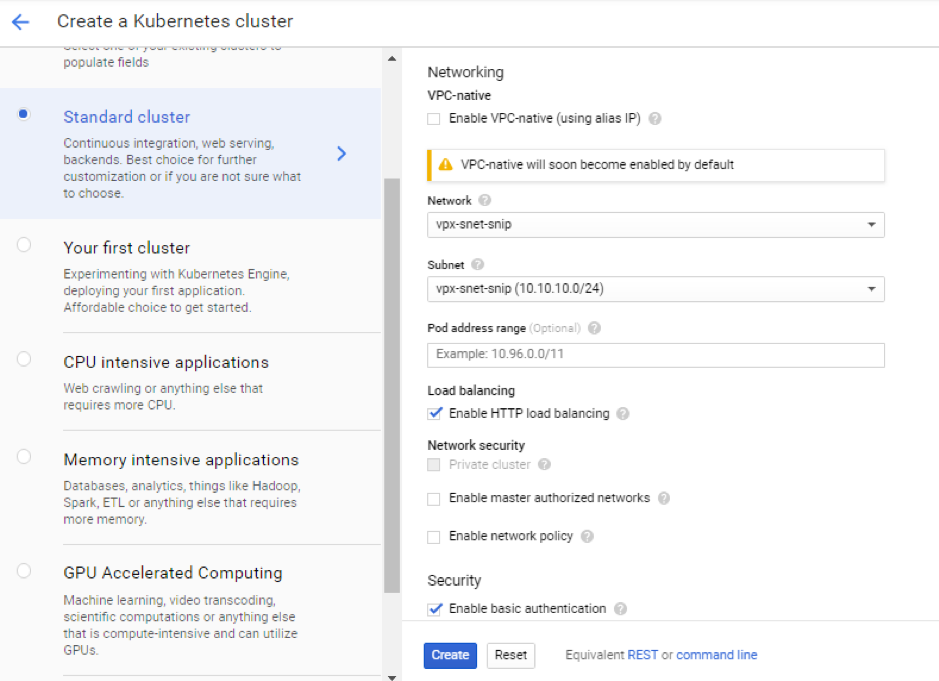 Create a Kubernetes cluster
Select one of your existing clusters to
populate fields
Standard cluster
Continuous integration, web serving,
backends. Best choice for further
customization or if you are not sure what
to choose.
Your first cluster
Experimenting with Kubernetes Engine,
deploying your first application.
Affordable choice to get started.
CPU intensive applications
Web crawling or anything else that
requires more CPU.
Memory intensive applications
Databases, analytics, things like Hadoop,
Spark, ETL or anything else that requires
more memory.
GPU Accelerated Computing
Machine learning, video transcoding,
scientific computations or anything else
that is compute-intensive and can utilize
GPUs.
Networking
VPC-native
Enable VPC-native (using alias IP)
VPC-native will soon become enabled by default
Network
vpx-snet-snip
Subnet
vpx-snet-snip (10.10.10.0/24)
Pod address range (Optional)
Example: 10.96.0.0/11
Load balancing
Enable HTTP load balancing
Network security
Private cluster
Enable master authorized networks
Enable network policy
Security
Enable basic authentication
Create Reset Equivalent REST or command line